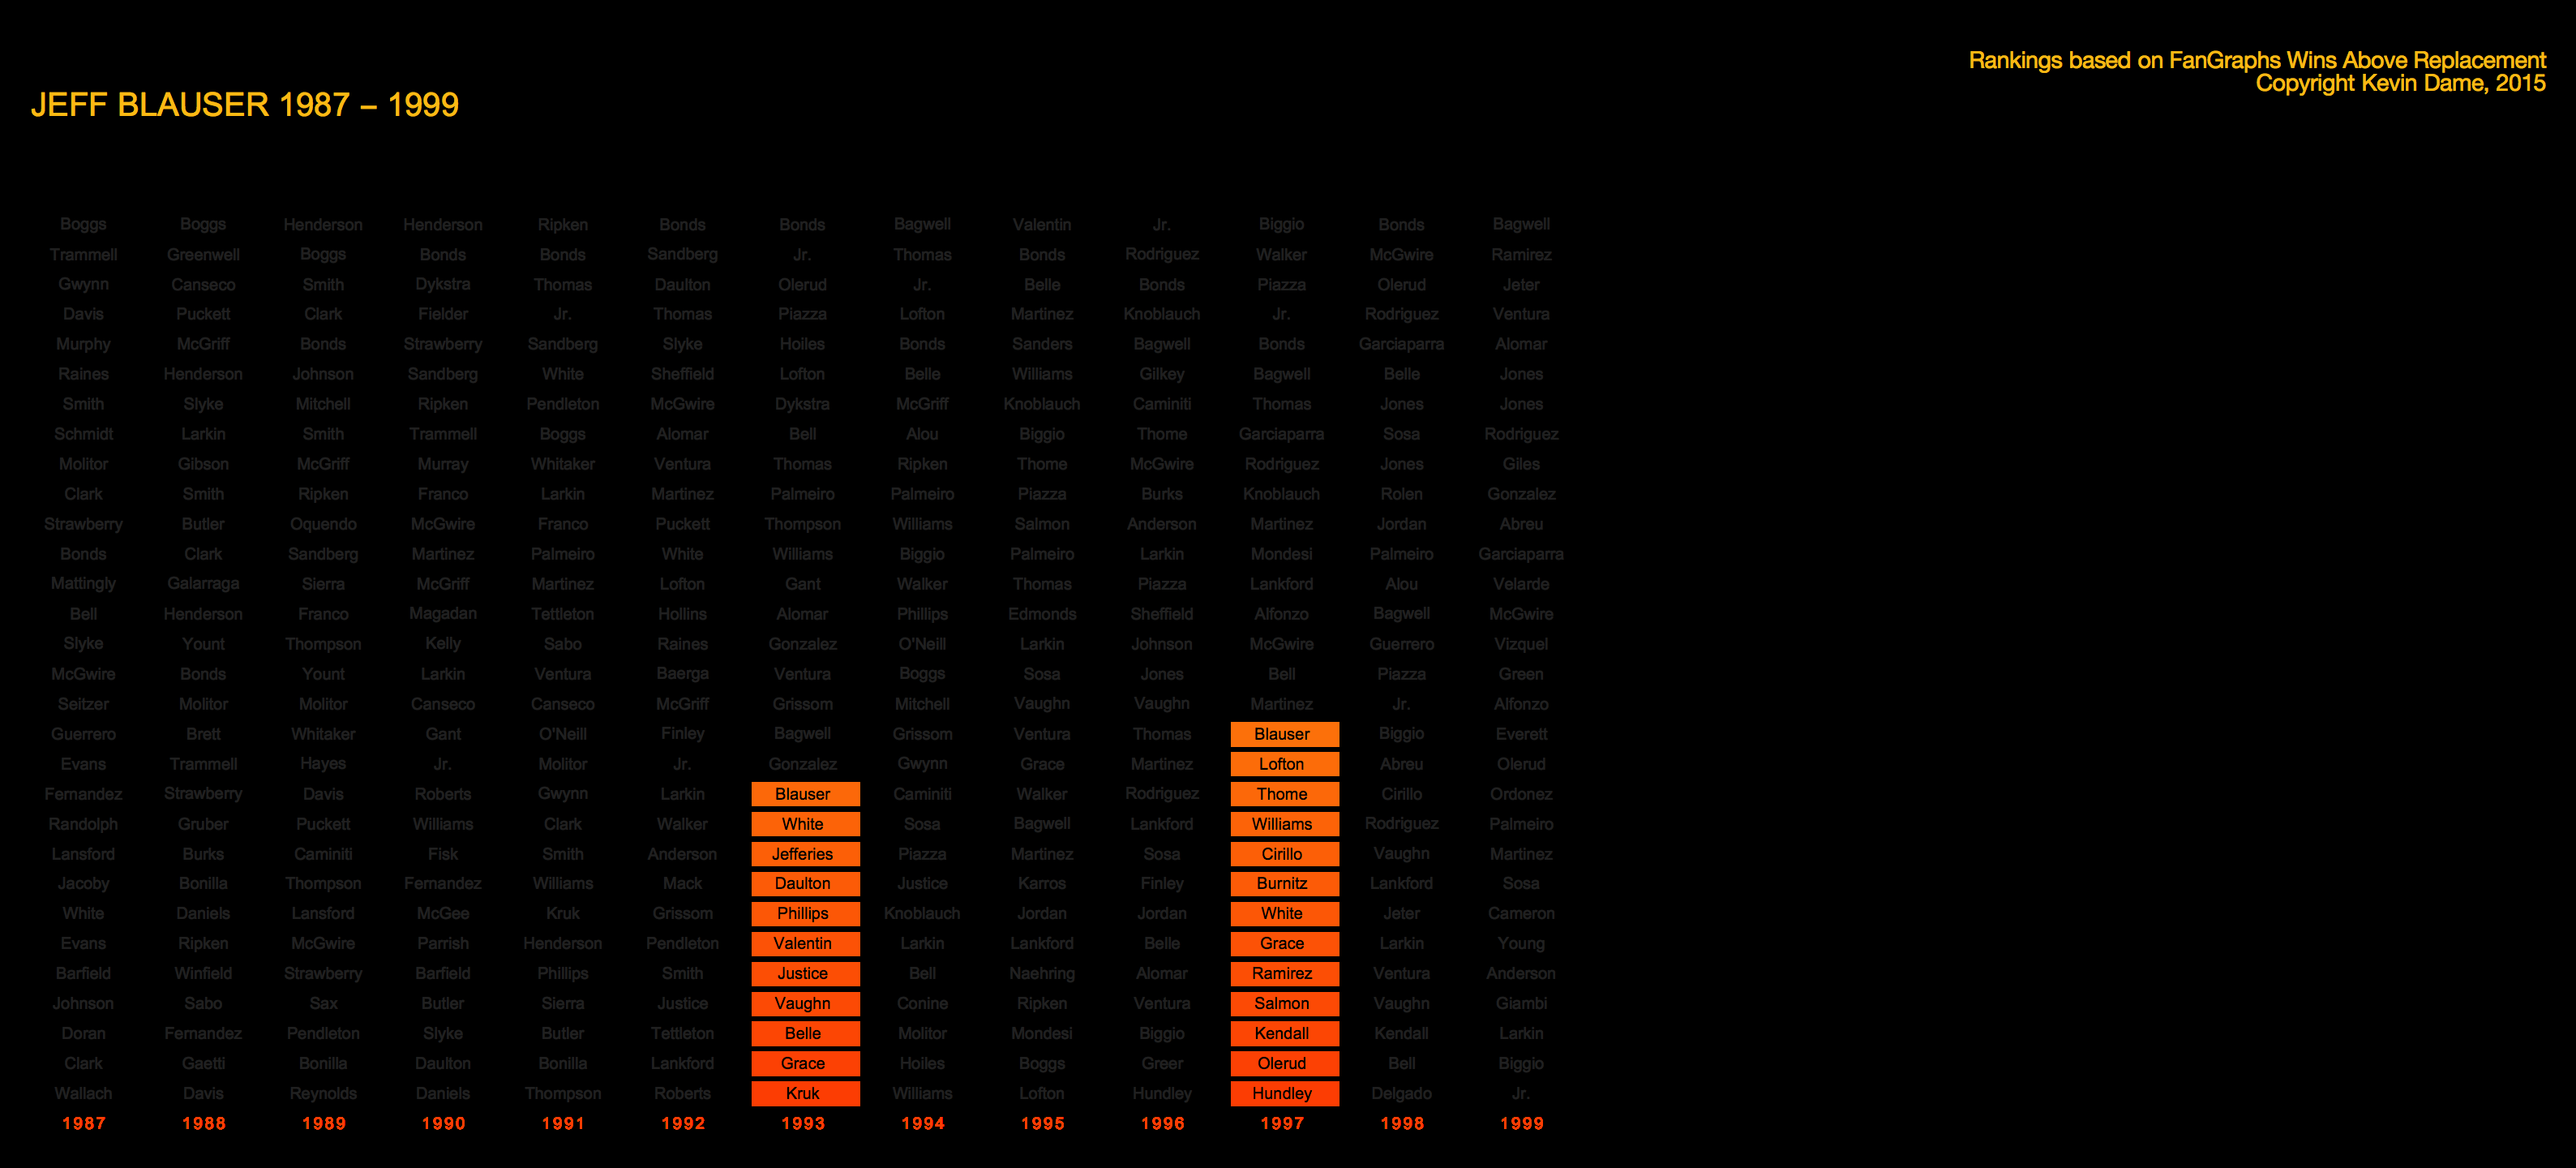 Rankings based on FanGraphs Wins Above Replacement
Copyright Kevin Dame, 2015
JEFF BLAUSER 1987 – 1999
Boggs Boggs Henderson Henderson Ripken Bonds Bonds Bagwell Valentin Jr. Biggio Bonds Bagwell
Trammell Greenwell Boggs Bonds Bonds Sandberg Jr. Thomas Bonds Rodriguez Walker McGwire Ramirez
Gwynn Canseco Smith Dykstra Thomas Daulton Olerud Jr. Belle Bonds Piazza Olerud Jeter
Davis Puckett Clark Fielder Jr. Thomas Piazza Lofton Martinez Knoblauch Jr. Rodriguez Ventura
Murphy McGriff Bonds Strawberry Sandberg Slyke Hoiles Bonds Sanders Bagwell Bonds Garciaparra Alomar
Raines Henderson Johnson Sandberg White Sheffield Lofton Belle Williams Gilkey Bagwell Belle Jones
Smith Slyke Mitchell Ripken Pendleton McGwire Dykstra McGriff Knoblauch Caminiti Thomas Jones Jones
Schmidt Larkin Smith Trammell Boggs Alomar Bell Alou Biggio Thome Garciaparra Sosa Rodriguez
Molitor Gibson McGriff Murray Whitaker Ventura Thomas Ripken Thome McGwire Rodriguez Jones Giles
Clark Smith Ripken Franco Larkin Martinez Palmeiro Palmeiro Piazza Burks Knoblauch Rolen Gonzalez
Strawberry Butler Oquendo McGwire Franco Puckett Thompson Williams Salmon Anderson Martinez Jordan Abreu
Bonds Clark Sandberg Martinez Palmeiro White Williams Biggio Palmeiro Larkin Mondesi Palmeiro Garciaparra
Mattingly Galarraga Sierra McGriff Martinez Lofton Gant Walker Thomas Piazza Lankford Alou Velarde
Bell Henderson Franco Magadan Tettleton Hollins Alomar Phillips Edmonds Sheffield Alfonzo Bagwell McGwire
Slyke Yount Thompson Kelly Sabo Raines Gonzalez O'Neill Larkin Johnson McGwire Guerrero Vizquel
McGwire Bonds Yount Larkin Ventura Baerga Ventura Boggs Sosa Jones Bell Piazza Green
Seitzer Molitor Molitor Canseco Canseco McGriff Grissom Mitchell Vaughn Vaughn Martinez Jr. Alfonzo
Guerrero Brett Whitaker Gant O'Neill Finley Bagwell Grissom Ventura Thomas Blauser Biggio Everett
Evans Trammell Hayes Jr. Molitor Jr. Gonzalez Gwynn Grace Martinez Lofton Abreu Olerud
Fernandez Strawberry Davis Roberts Gwynn Larkin Blauser Caminiti Walker Rodriguez Thome Cirillo Ordonez
Randolph Gruber Puckett Williams Clark Walker White Sosa Bagwell Lankford Williams Rodriguez Palmeiro
Lansford Burks Caminiti Fisk Smith Anderson Jefferies Piazza Martinez Sosa Cirillo Vaughn Martinez
Jacoby Bonilla Thompson Fernandez Williams Mack Daulton Justice Karros Finley Burnitz Lankford Sosa
White Daniels Lansford McGee Kruk Grissom Phillips Knoblauch Jordan Jordan White Jeter Cameron
Evans Ripken McGwire Parrish Henderson Pendleton Valentin Larkin Lankford Belle Grace Larkin Young
Barfield Winfield Strawberry Barfield Phillips Smith Justice Bell Naehring Alomar Ramirez Ventura Anderson
Johnson Sabo Sax Butler Sierra Justice Vaughn Conine Ripken Ventura Salmon Vaughn Giambi
Doran Fernandez Pendleton Slyke Butler Tettleton Belle Molitor Mondesi Biggio Kendall Kendall Larkin
Clark Gaetti Bonilla Daulton Bonilla Lankford Grace Hoiles Boggs Greer Olerud Bell Biggio
Wallach Davis Reynolds Daniels Thompson Roberts Kruk Williams Lofton Hundley Hundley Delgado Jr.
1987 1988 1989 1990 1991 1992 1993 1994 1995 1996 1997 1998 1999